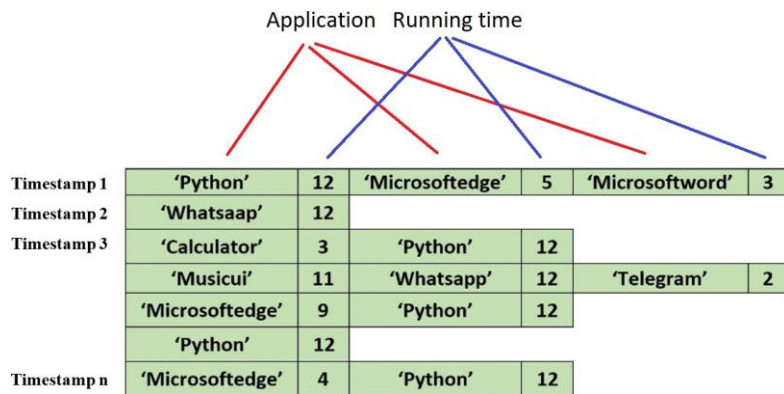 Application Running time
Timestamp 1 ‘Python’ 12 ‘Microsoftedge’ 5 ‘Microsoftword’ 3
Timestamp 2 ‘Whatsaap’ 12
Timestamp 3 ‘Calculator’ 3 ‘Python’ 12
‘Musicui’ 11 ‘Whatsapp’ 12 ‘Telegram’ 2
‘Microsoftedge’ 9 ‘Python’ 12
‘Python’ 12
Timestamp n ‘Microsoftedge’ 4 ‘Python’ 12